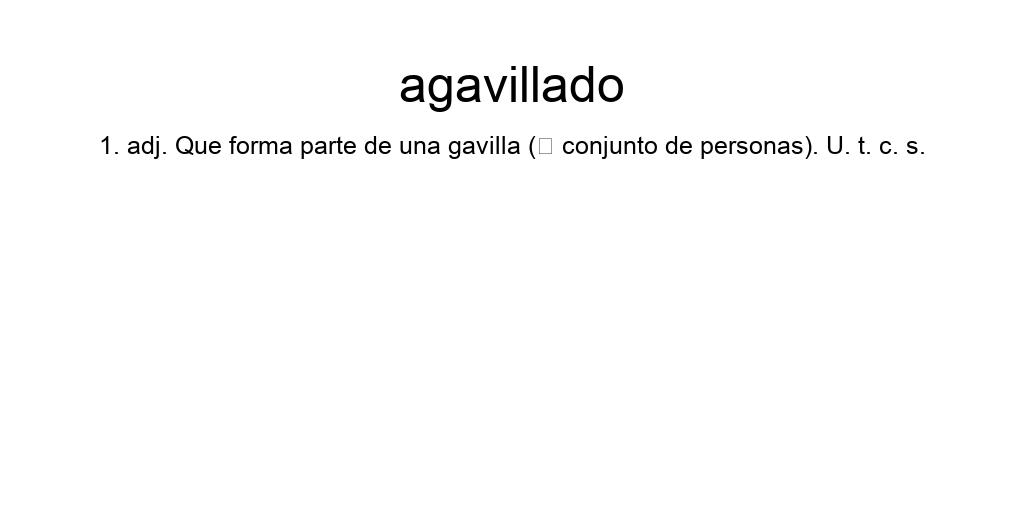 agavillado
1. adj. Que forma parte de una gavilla (□ conjunto de personas). U. t. c. s.